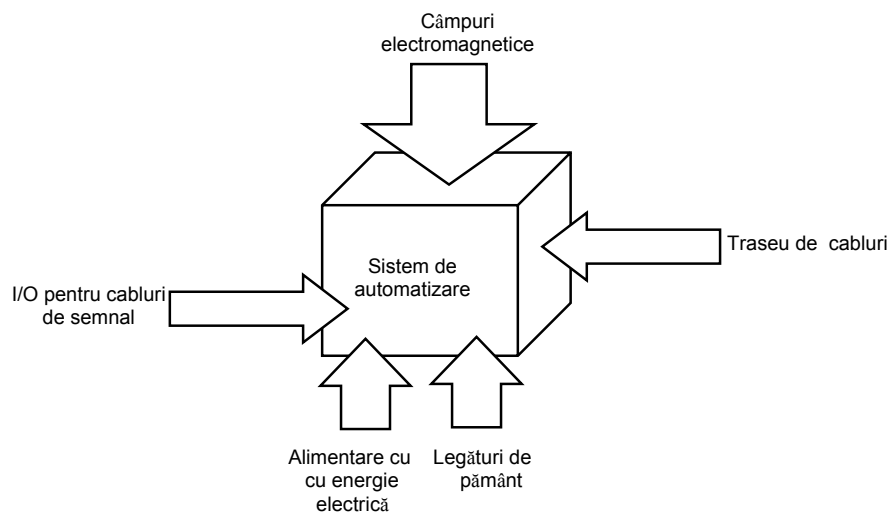 Câmpuri
electromagnetice
Sistem de
automatizare
Traseu de cabluri
I/O pentru cabluri
de semnal
Alimentare cu
cu energie
electrică
Legături de
pământ